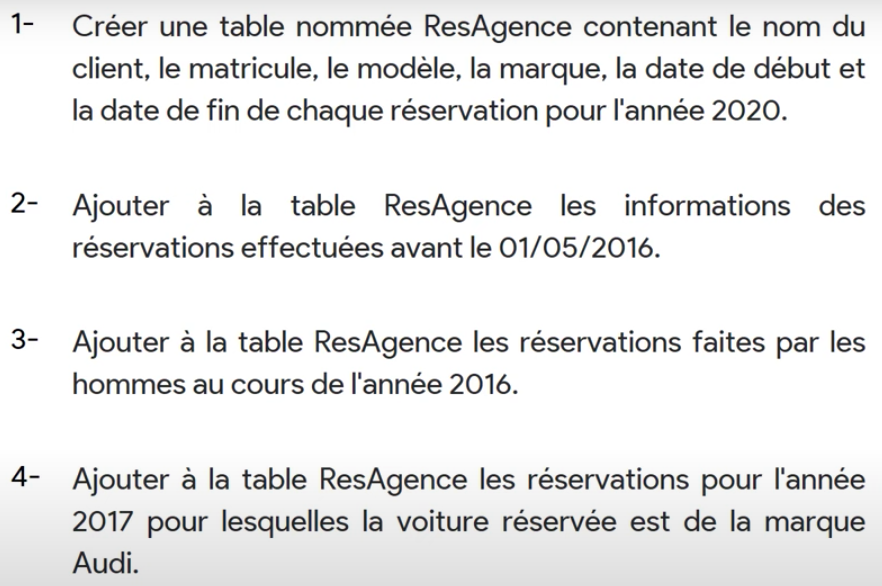 1- Créer une table nommée ResAgence contenant le nom du
client, le matricule, le modèle, la marque, la date de début et
la date de fin de chaque réservation pour l'année 2020.
2- Ajouter à la table ResAgence les informations des
réservations effectuées avant le 01/05/2016.
3- Ajouter à la table ResAgence les réservations faites par les
hommes au cours de l'année 2016.
4- Ajouter à la table ResAgence les réservations pour l'année
2017 pour lesquelles la voiture réservée est de la marque
Audi.